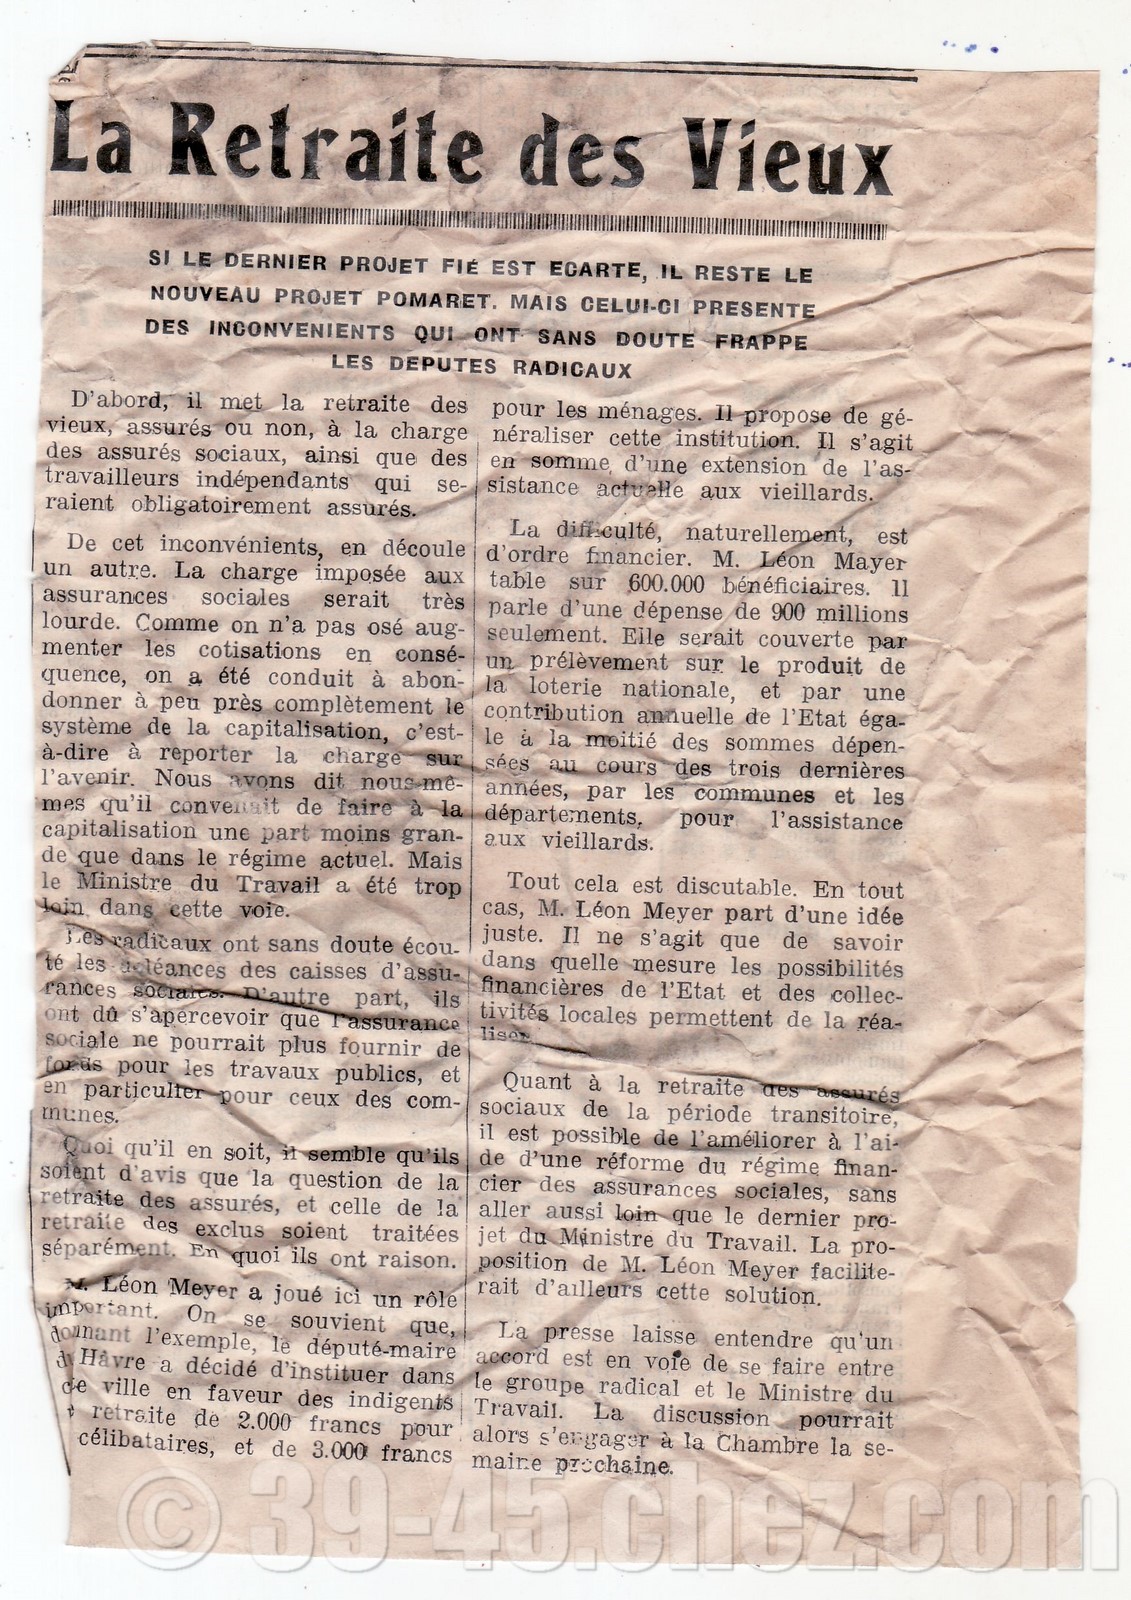 La Retraite des Vieux
SI LE DERNIER PROJET FIÉ EST ECARTE, IL RESTE LE
NOUVEAU PROJET POMARET. MAIS CELUI-CI PRESENTE
DES INCONVENIENTS QUI ONT SANS DOUTE FRAPPE
LES DEPUTES RADICAUX
D'abord, il met la retraite des
vieux, assurés ou non, à la charge
des assurés sociaux, ainsi que des
travailleurs indépendants qui se-
raient obligatoirement assurés.
De cet inconvénients, en découle
un autre. La charge imposée aux
assurances sociales serait très
lourde. Comme on n'a pas osé aug-
menter les cotisations en consé-
quence, on a été conduit à aban-
donner à peu près complètement le
système de la capitalisation, c'est-
à-dire à reporter la charge sur
l'avenir. Nous avons dit nous-mê-
mes qu'il convenait de faire à la
capitalisation une part moins gran-
de que dans le régime actuel. Mais
le Ministre du Travail a été trop
loin dans cette voie.
Les radicaux ont sans doute écou-
té les doléances des caisses d'assu-
rances sociales. D'autre part, ils
ont dû s'apercevoir que l'assurance
sociale ne pourrait plus fournir de
fonds pour les travaux publics, et
en particulier pour ceux des com-
munes.
Quoi qu'il en soit, il semble qu'ils
soient d'avis que la question de la
retraite des assurés, et celle de la
retraite des exclus soient traitées
séparément. En quoi ils ont raison.
M. Léon Meyer a joué ici un rôle
important. On se souvient que,
donnant l'exemple, le député-maire
du Hâvre a décidé d'instituer dans
ville en faveur des indigents
retraite de 2.000 francs pour
célibataires, et de 3.000 francs
pour les ménages. Il propose de gé-
néraliser cette institution. Il s'agit
en somme, d'une extension de l'as-
sistance actuelle aux vieillards.
La difficulté, naturellement, est
d'ordre financier. M. Léon Mayer
table sur 600.000 bénéficiaires. Il
parle d'une dépense de 900 millions
seulement. Elle serait couverte par
un prélèvement sur le produit de
la loterie nationale, et par une
contribution annuelle de l'Etat éga-
le à la moitié des sommes dépen-
sées au cours des trois dernières
années, par les communes et les
départements, pour l'assistance
aux vieillards.
Tout cela est discutable. En tout
cas, M. Léon Meyer part d'une idée
juste. Il ne s'agit que de savoir
dans quelle mesure les possibilités
financières de l'Etat et des collec-
tivités locales permettent de la réa-
liser.
Quant à la retraite des assurés
sociaux de la période transitoire,
il est possible de l'améliorer à l'ai-
de d'une réforme du régime finan-
cier des assurances sociales, sans
aller aussi loin que le dernier pro-
jet du Ministre du Travail. La pro-
position de M. Léon Meyer facilite-
rait d'ailleurs cette solution.
La presse laisse entendre qu'un
accord est en voie de se faire entre
le groupe radical et le Ministre du
Travail. La discussion pourrait
alors s'engager à la Chambre la se-
maine prochaine.
© 39-45.chez.com